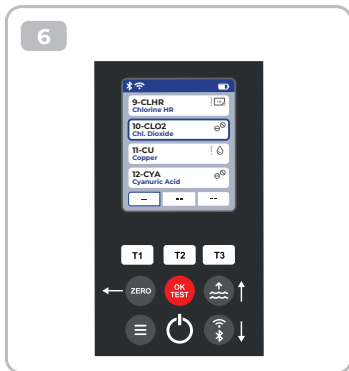 6
9-CLHR
Chlorine HR
10-CLO2
Chl. Dioxide
11-CU
Copper
12-CYA
Cyanuric Acid
– -- --
T1 T2 T3
ZERO OK
TEST